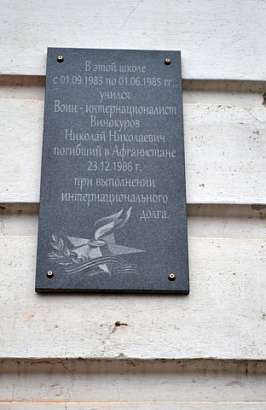 В этой школе
с 01.09.1983 по 01.06.1985 гг.
учился
Воин - интернационалист
Винокуров
Николай Николаевич
погибший в Афганистане
23.12.1986 г.
при выполнении
интернационального
долга.